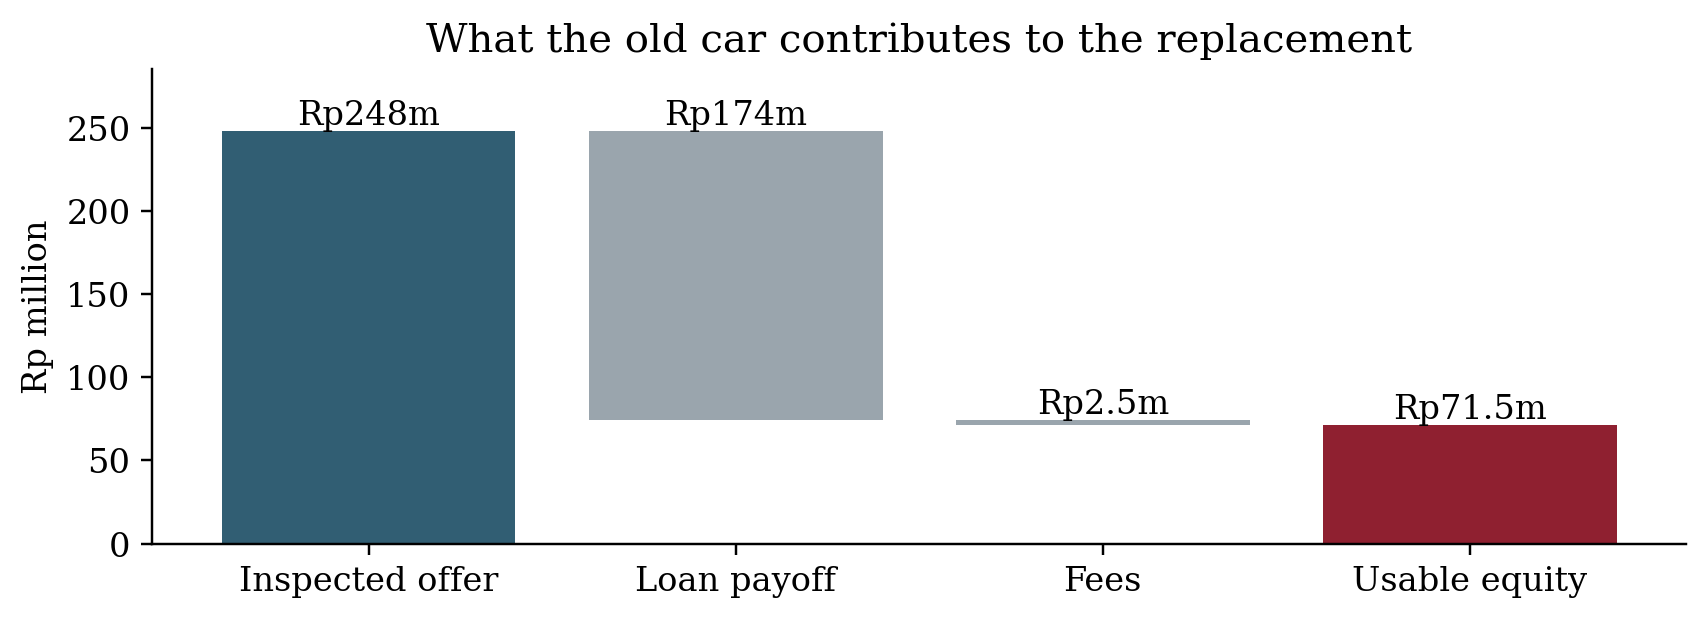 What the old car contributes to the replacement
Rp million
250
200
150
100
50
0
Rp248m
Rp174m
Rp2.5m
Rp71.5m
Inspected offer
Loan payoff
Fees
Usable equity